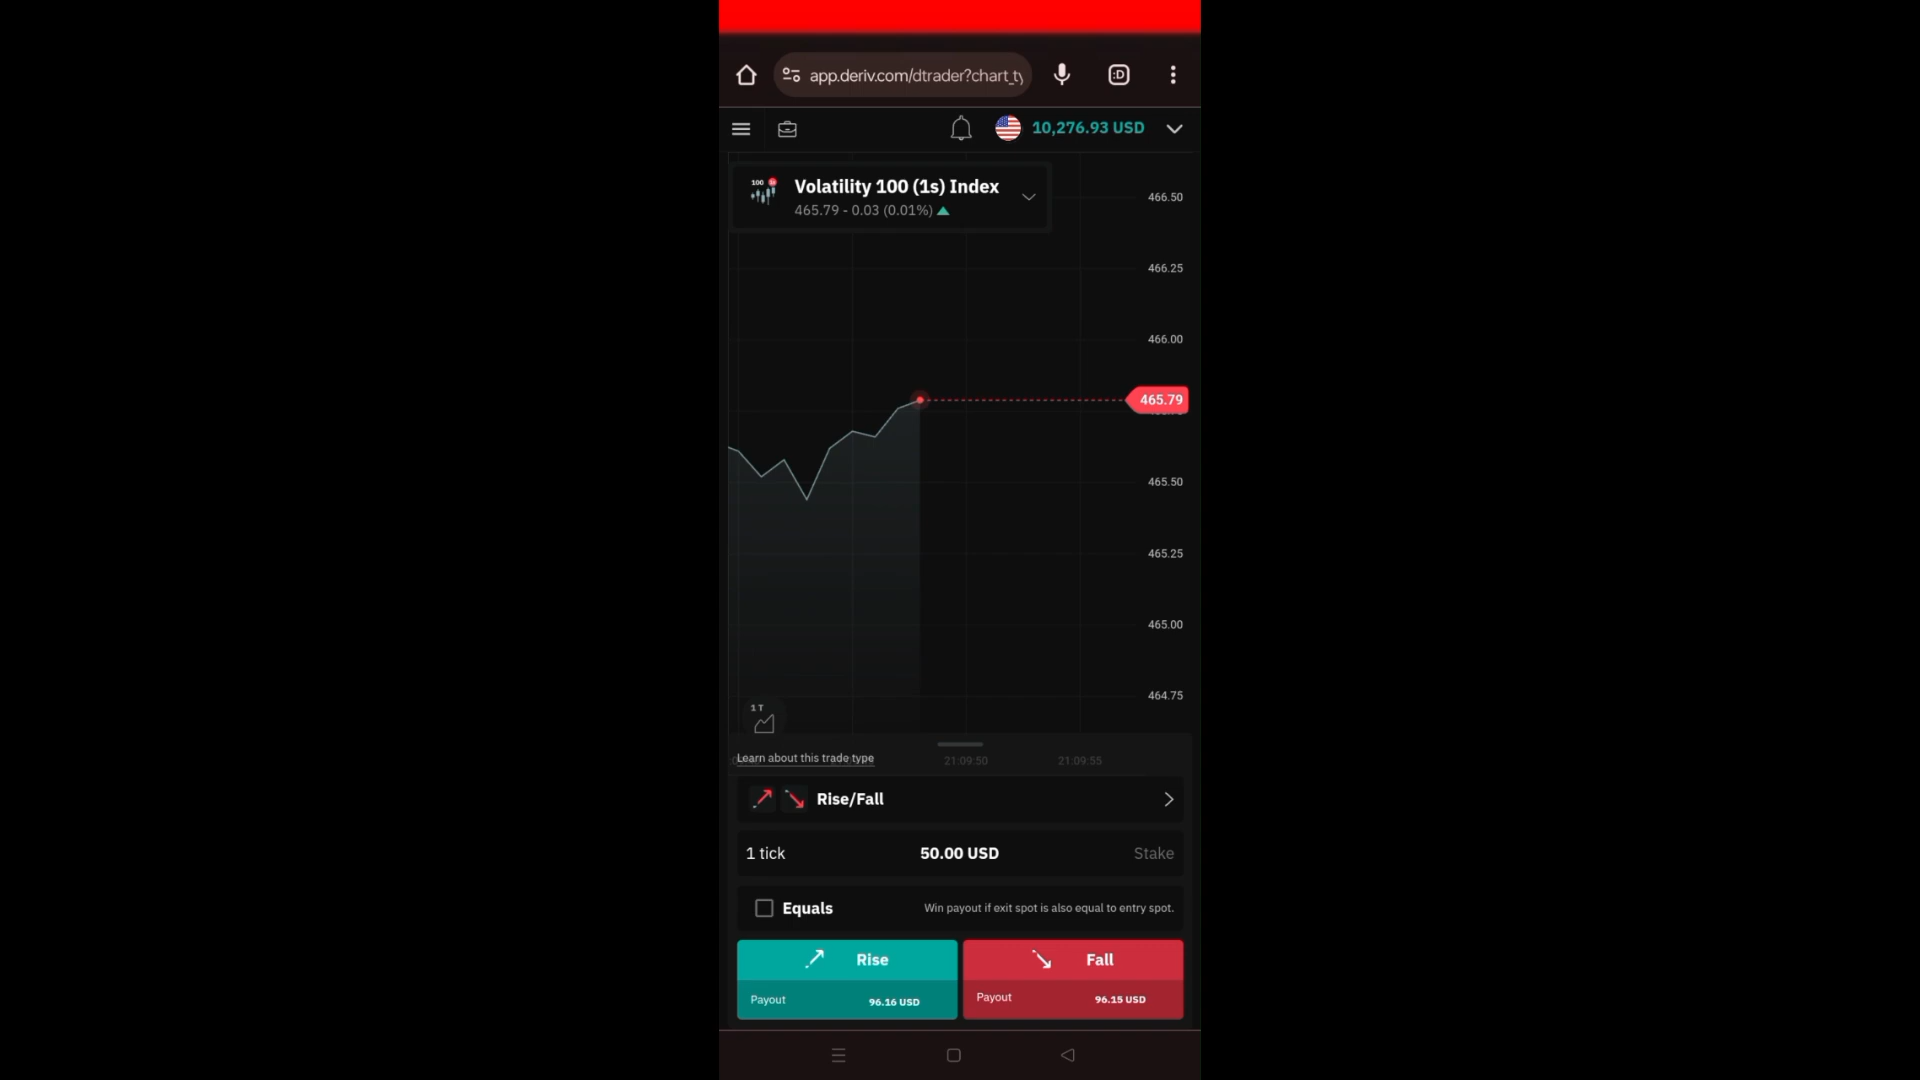 app.deriv.com/dtrader?chart_ty
:D
10,276.93 USD
100 1s
Volatility 100 (1s) Index
465.79 - 0.03 (0.01%)
466.50
466.25
466.00
465.79
465.50
465.25
465.00
464.75
1 T
Learn about this trade type
21:09:50
21:09:55
Rise/Fall
1 tick
50.00 USD
Stake
Equals
Win payout if exit spot is also equal to entry spot.
Rise
Fall
Payout
96.16 USD
Payout
96.15 USD